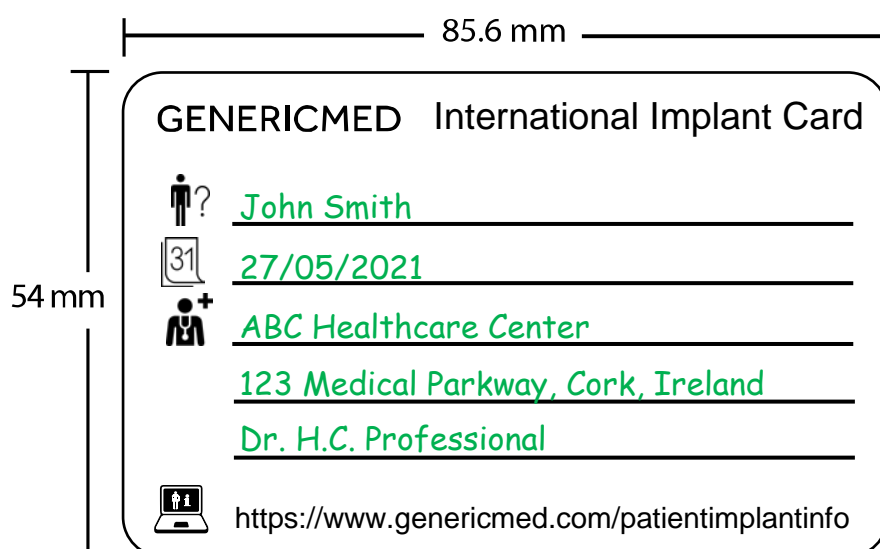 85.6 mm
GENERICMED International Implant Card
? John Smith
31 27/05/2021
54 mm
ABC Healthcare Center
123 Medical Parkway, Cork, Ireland
Dr. H.C. Professional
https://www.genericmed.com/patientimplantinfo